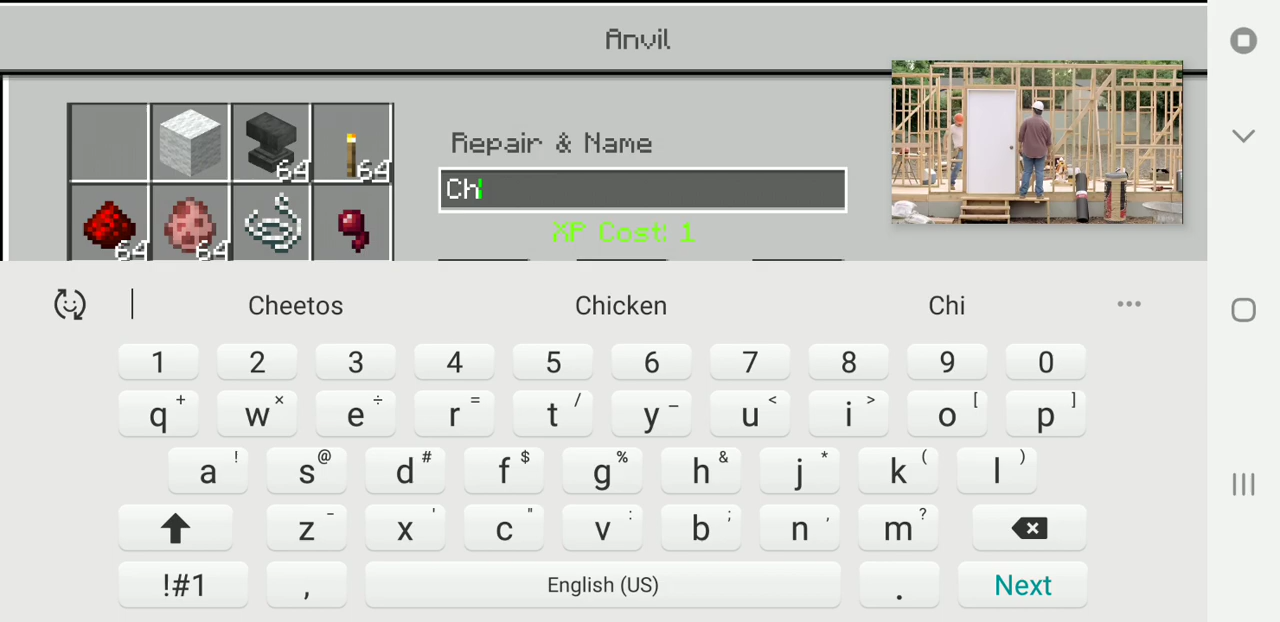 Anvil
64 64
Repair & Name
Ch
64 64
XP Cost: 1
Cheetos Chicken Chi
1 2 3 4 5 6 7 8 9 0
q + w × e ÷ r = t / y _ u < i > o [ p ]
a ! s @ d # f $ g % h & j * k ( l )
z - x ' c " v : b ; n , m ?
!#1 , English (US) . Next